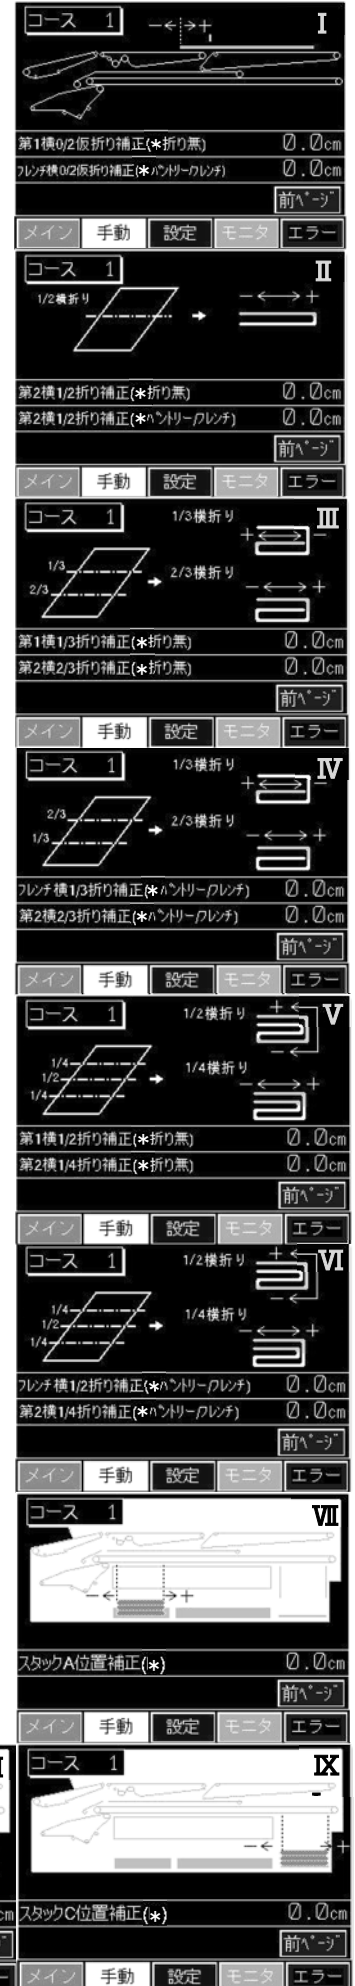 コース 1
Ⅰ
- +
第1横0/2仮折り補正(*折り無) 0.0cm
フレンチ横0/2仮折り補正(*パントリーフレンチ) 0.0cm
前ページ
メイン 手動 設定 モニタ エラー
コース 1
Ⅱ
1/2横折り
- +
第2横1/2折り補正(*折り無) 0.0cm
第2横1/2折り補正(*パントリー/フレンチ) 0.0cm
前ページ
メイン 手動 設定 モニタ エラー
コース 1
1/3横折り
Ⅲ
+ -
1/3
2/3
2/3横折り
- +
第1横1/3折り補正(*折り無) 0.0cm
第2横2/3折り補正(*折り無) 0.0cm
前ページ
メイン 手動 設定 モニタ エラー
コース 1
1/3横折り
Ⅳ
+ -
2/3
1/3
2/3横折り
- +
フレンチ横1/3折り補正(*パントリー/フレンチ) 0.0cm
第2横2/3折り補正(*パントリー/フレンチ) 0.0cm
前ページ
メイン 手動 設定 モニタ エラー
コース 1
1/2横折り
Ⅴ
+
-
1/4
1/2
1/4
1/4横折り
- +
第1横1/2折り補正(*折り無) 0.0cm
第2横1/4折り補正(*折り無) 0.0cm
前ページ
メイン 手動 設定 モニタ エラー
コース 1
1/2横折り
Ⅵ
+
-
1/4
1/2
1/4
1/4横折り
- +
フレンチ横1/2折り補正(*パントリー/フレンチ) 0.0cm
第2横1/4折り補正(*パントリー/フレンチ) 0.0cm
前ページ
メイン 手動 設定 モニタ エラー
コース 1
Ⅶ
- +
スタックA位置補正(*) 0.0cm
前ページ
メイン 手動 設定 モニタ エラー
コース 1
Ⅸ
- +
cm
スタックC位置補正(*) 0.0cm
前ページ
メイン 手動 設定 モニタ エラー